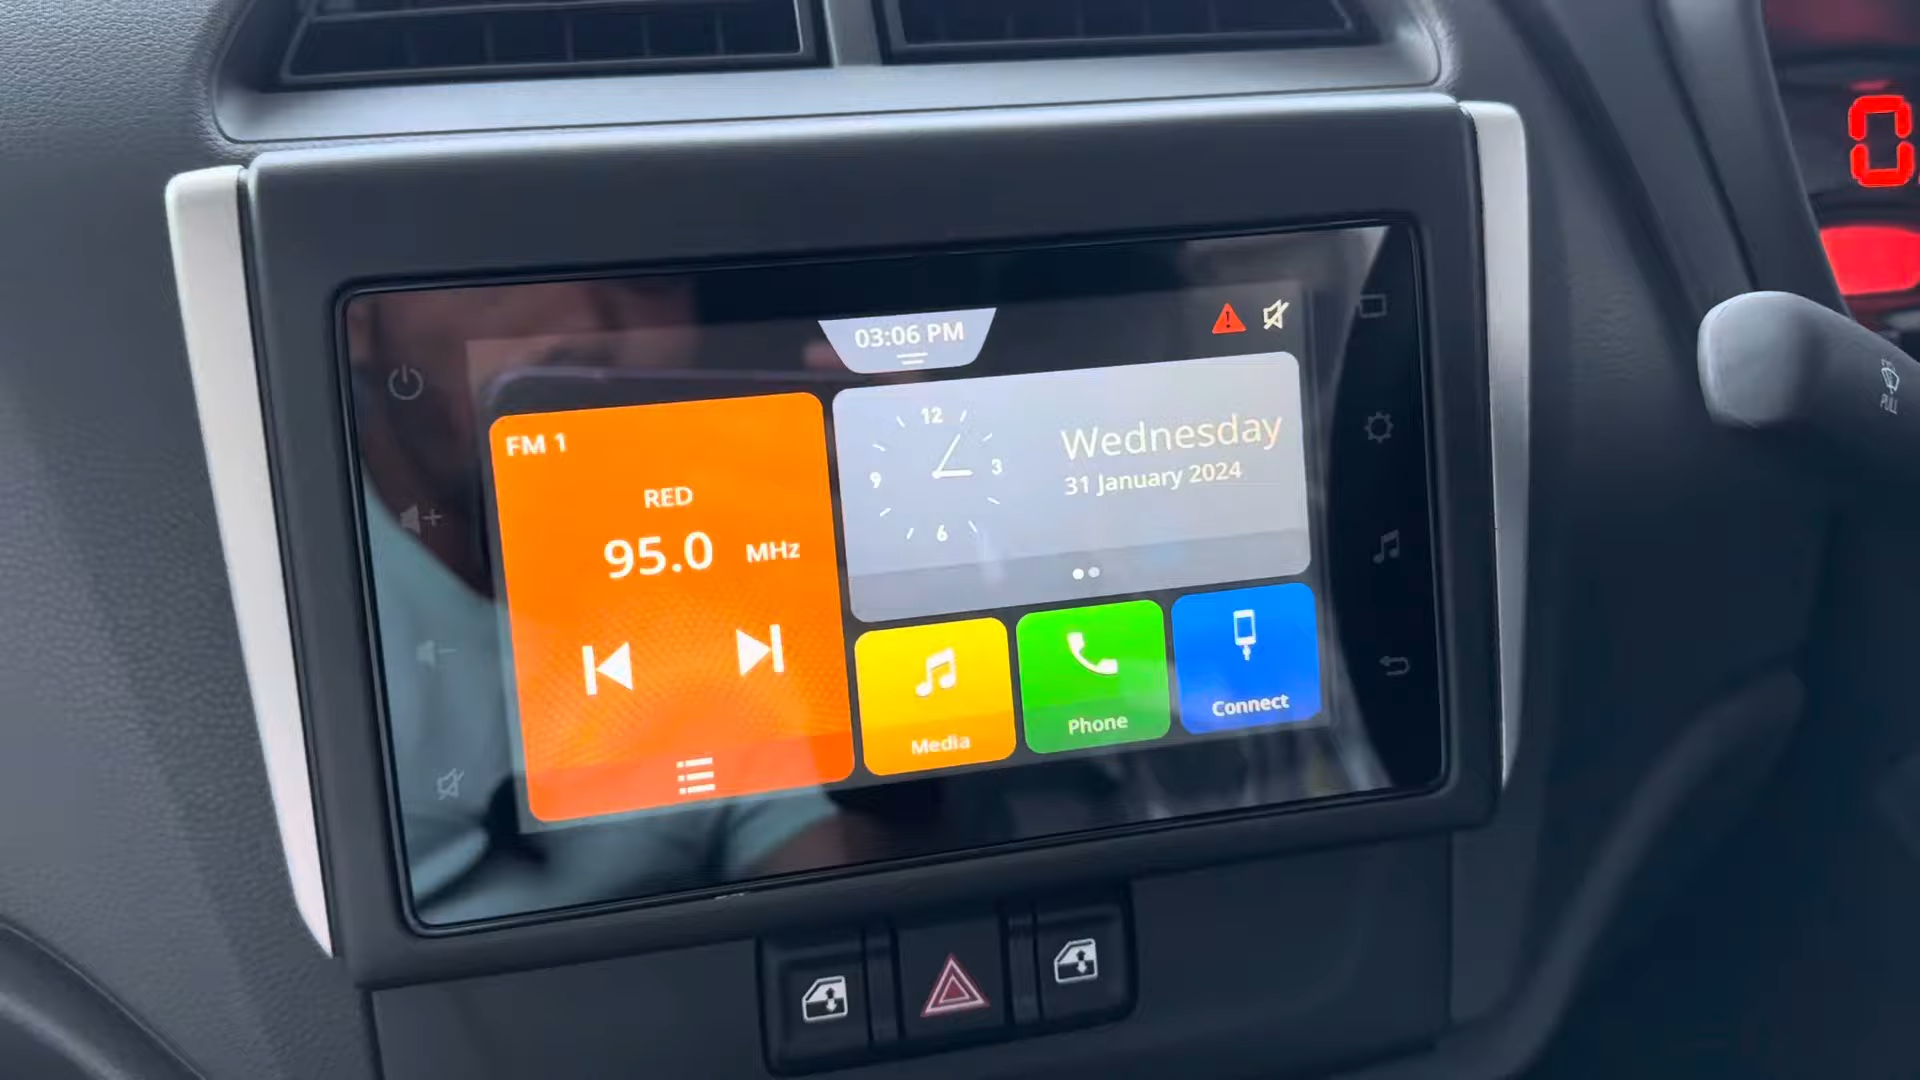 03:06 PM
FM 1
RED
95.0 MHz
12
3
6
9
Wednesday
31 January 2024
Media
Phone
Connect
0
PULL